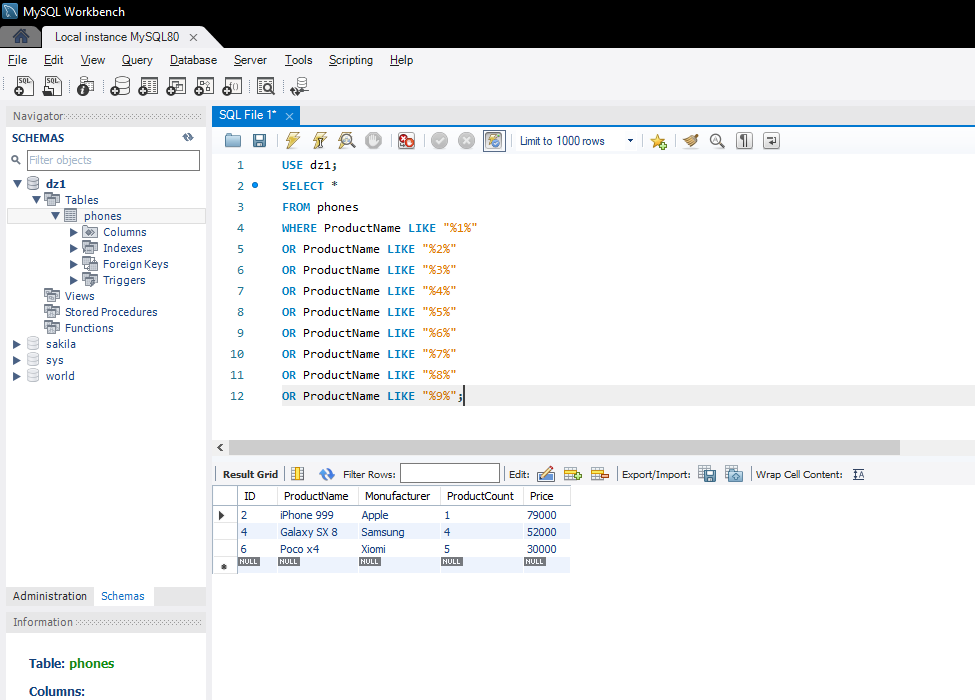 MySQL Workbench
Local instance MySQL80
File Edit View Query Database Server Tools Scripting Help
Navigator
SCHEMAS
Filter objects
dz1
Tables
phones
Columns
Indexes
Foreign Keys
Triggers
Views
Stored Procedures
Functions
sakila
sys
world
Administration Schemas
Information
Table: phones
Columns:
SQL File 1*
Limit to 1000 rows
1 USE dz1;
2 SELECT *
3 FROM phones
4 WHERE ProductName LIKE "%1%"
5 OR ProductName LIKE "%2%"
6 OR ProductName LIKE "%3%"
7 OR ProductName LIKE "%4%"
8 OR ProductName LIKE "%5%"
9 OR ProductName LIKE "%6%"
10 OR ProductName LIKE "%7%"
11 OR ProductName LIKE "%8%"
12 OR ProductName LIKE "%9%";
Result Grid Filter Rows: Edit: Export/Import: Wrap Cell Content:
ID ProductName Monufacturer ProductCount Price
2 iPhone 999 Apple 1 79000
4 Galaxy SX 8 Samsung 4 52000
6 Poco x4 Xiomi 5 30000
NULL NULL NULL NULL NULL